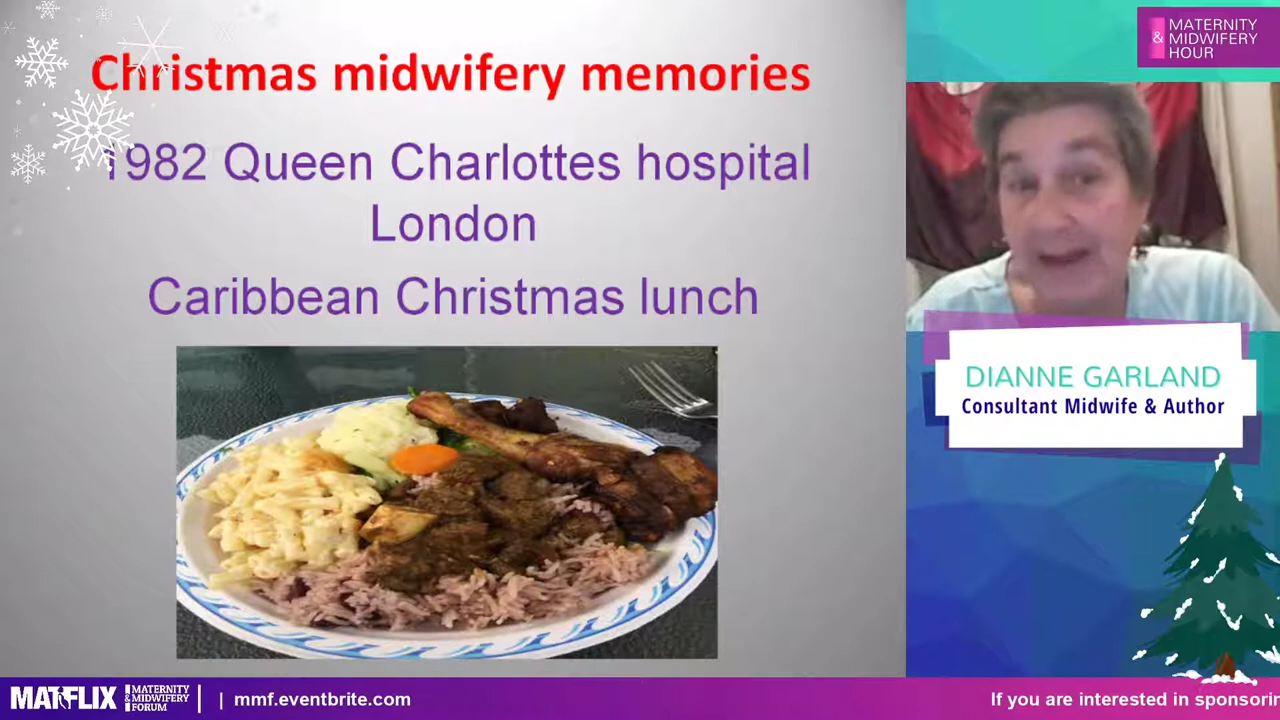 Christmas midwifery memories
1982 Queen Charlottes hospital
London
Caribbean Christmas lunch
MATERNITY
& MIDWIFERY
HOUR
DIANNE GARLAND
Consultant Midwife & Author
MATFLIX
MATERNITY
& MIDWIFERY
FORUM
| mmf.eventbrite.com
If you are interested in sponsorin